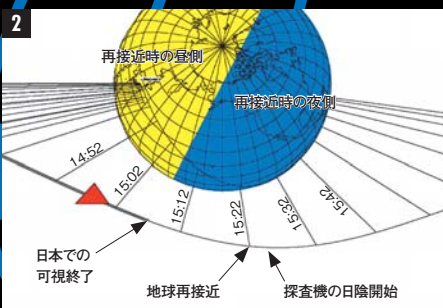 2
再接近時の昼側
再接近時の夜側
14:52
15:02
15:12
15:22
15:32
15:42
日本での
可視終了
地球再接近
探査機の日陰開始